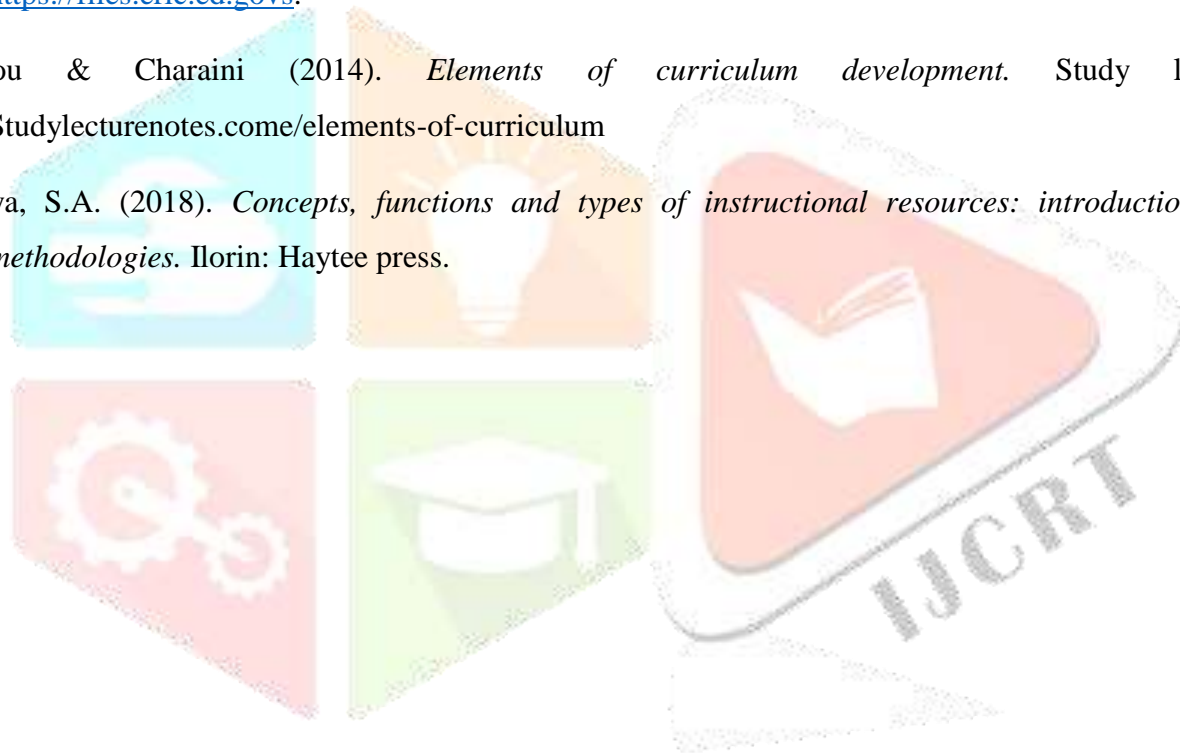 https://files.eric.ed.govs.
ou & Charaini (2014). Elements of curriculum development. Study l
Studylecturenotes.come/elements-of-curriculum
va, S.A. (2018). Concepts, functions and types of instructional resources: introductio
methodologies. Ilorin: Haytee press.
IJCRT